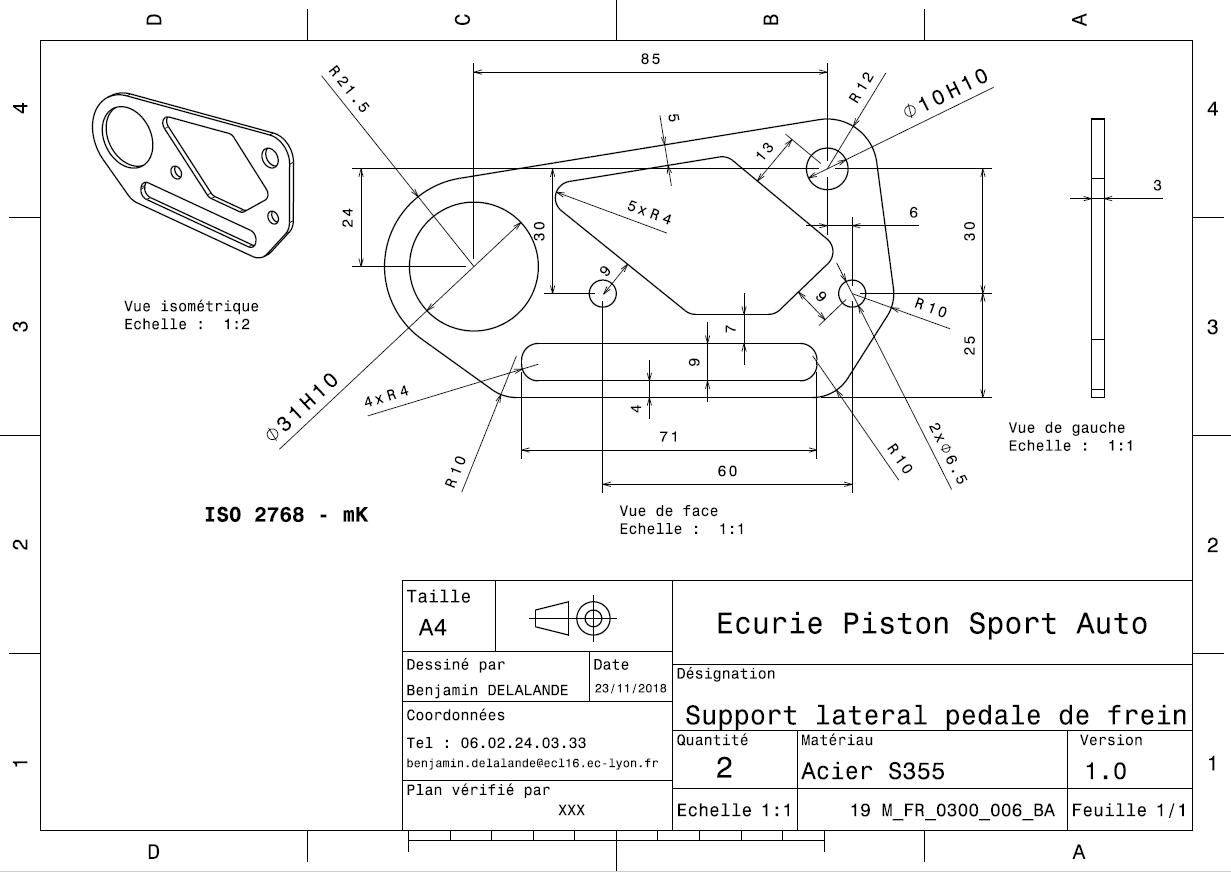 D
C
B
A
4
4
3
3
2
2
1
1
D
A
85
R21.5
5
R12
Ø10H10
13
24
30
5xR4
6
30
3
9
9
R10
7
25
9
4xR4
4
Ø31H10
71
R10
R10
2xØ6.5
60
Vue isométrique
Echelle : 1:2
Vue de gauche
Echelle : 1:1
Vue de face
Echelle : 1:1
ISO 2768 - mK
Taille
A4
Ecurie Piston Sport Auto
Dessiné par
Benjamin DELALANDE
Date
23/11/2018
Désignation
Support lateral pedale de frein
Coordonnées
Tel : 06.02.24.03.33
benjamin.delalande@ecl16.ec-lyon.fr
Quantité
2
Matériau
Acier S355
Version
1.0
Plan vérifié par
XXX
Echelle 1:1
19 M_FR_0300_006_BA
Feuille 1/1